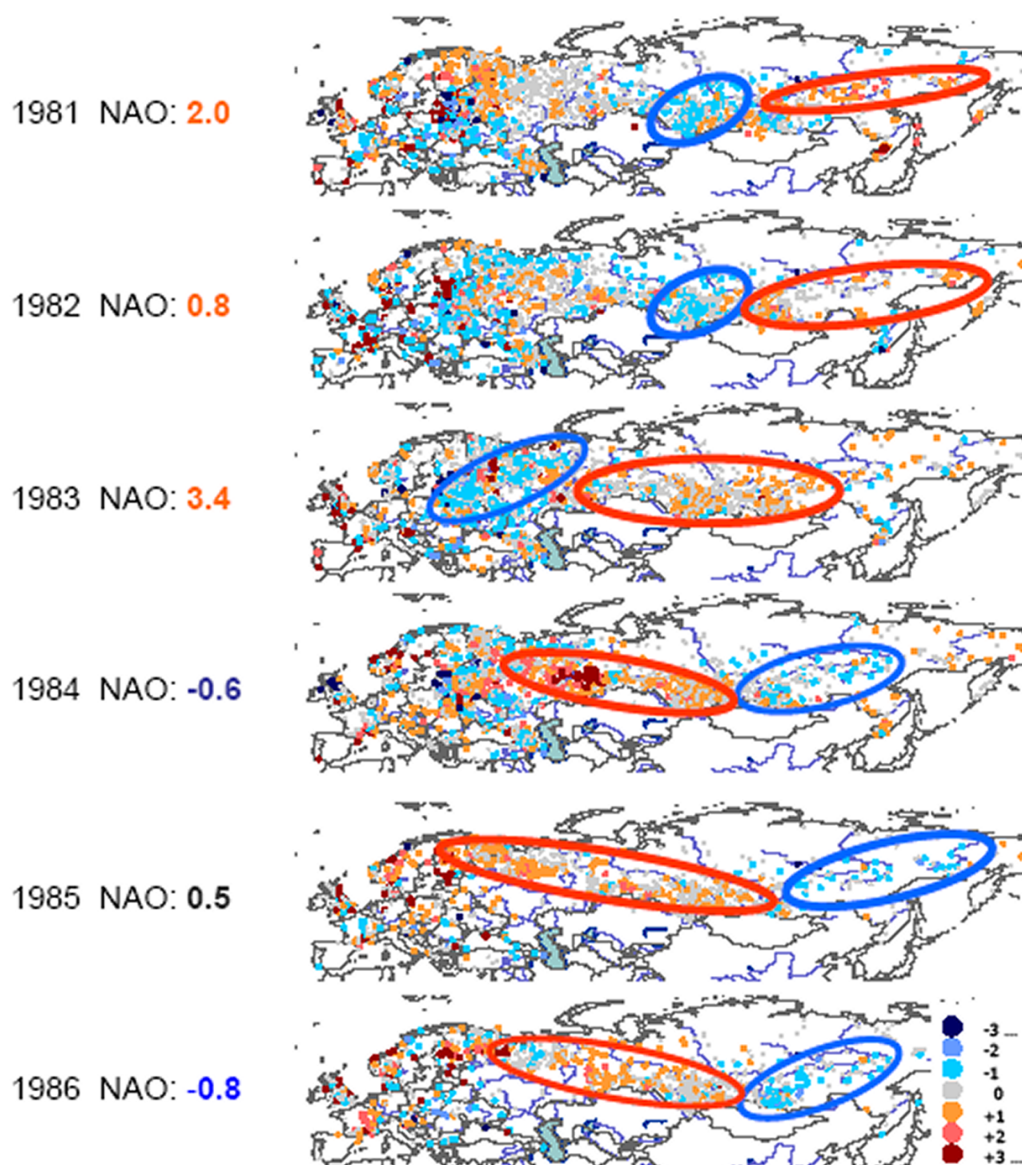 1981 NAO: 2.0
1982 NAO: 0.8
1983 NAO: 3.4
1984 NAO: -0.6
1985 NAO: 0.5
1986 NAO: -0.8
-3 ...
-2
-1
0
+1
+2
+3 ...